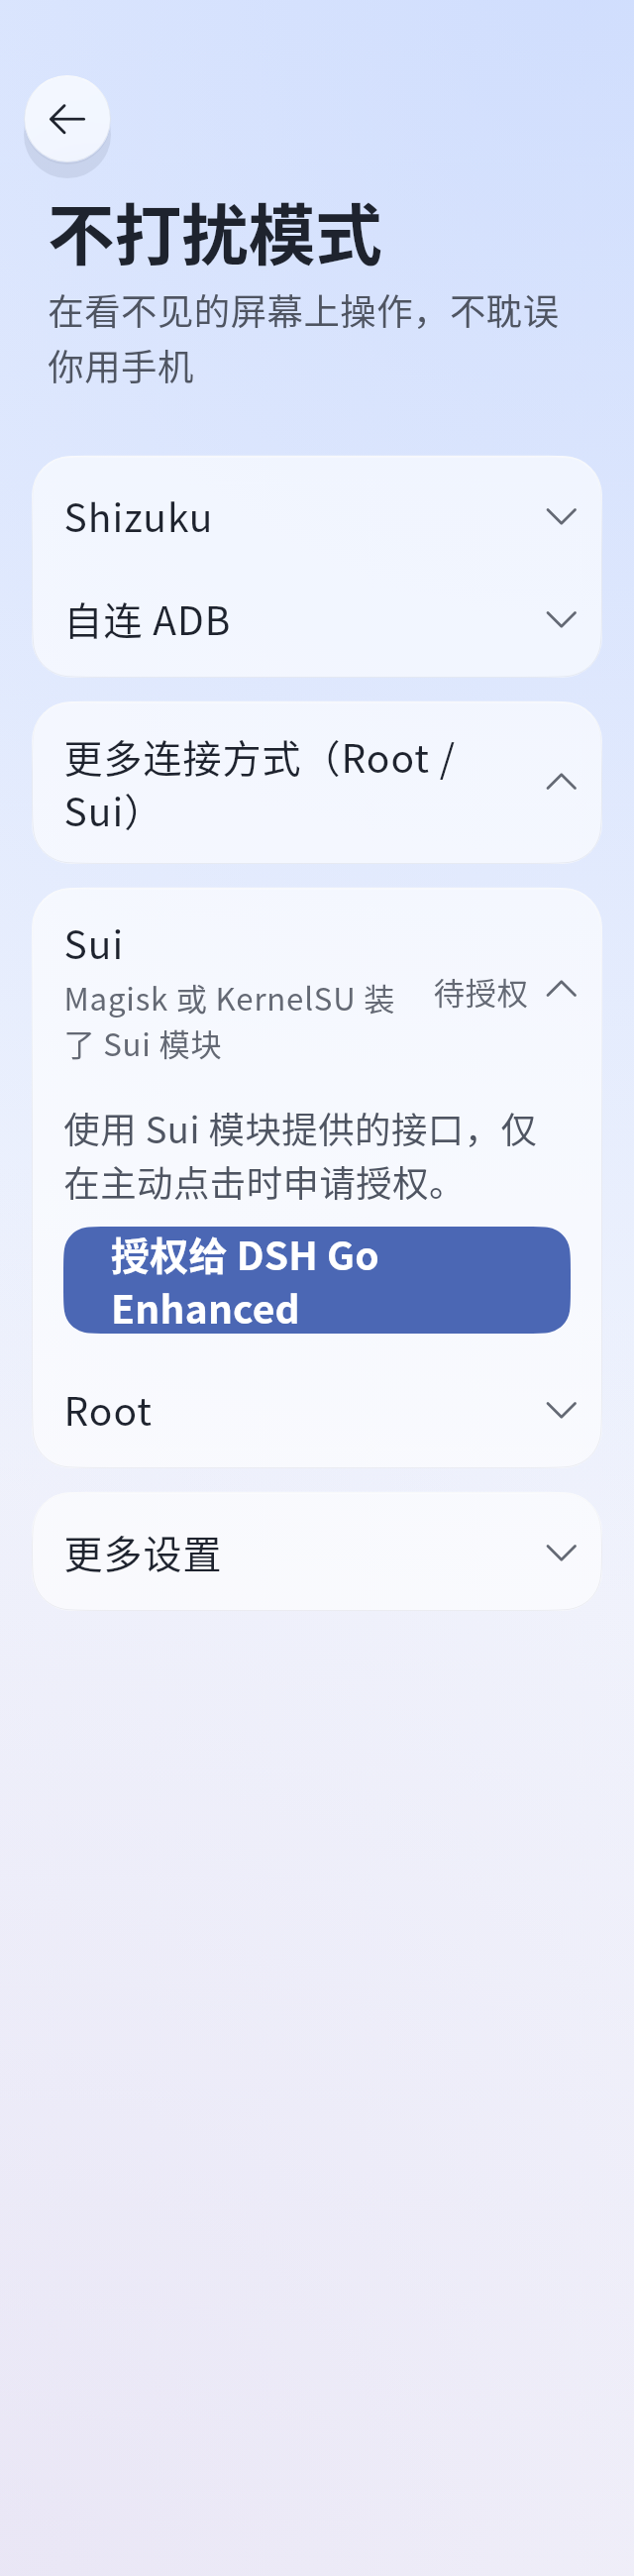 不打扰模式
在看不见的屏幕上操作，不耽误
你用手机
Shizuku
自连 ADB
更多连接方式（Root /
Sui）
Sui
Magisk 或 KernelSU 装
了 Sui 模块
待授权
使用 Sui 模块提供的接口，仅
在主动点击时申请授权。
授权给 DSH Go
Enhanced
Root
更多设置